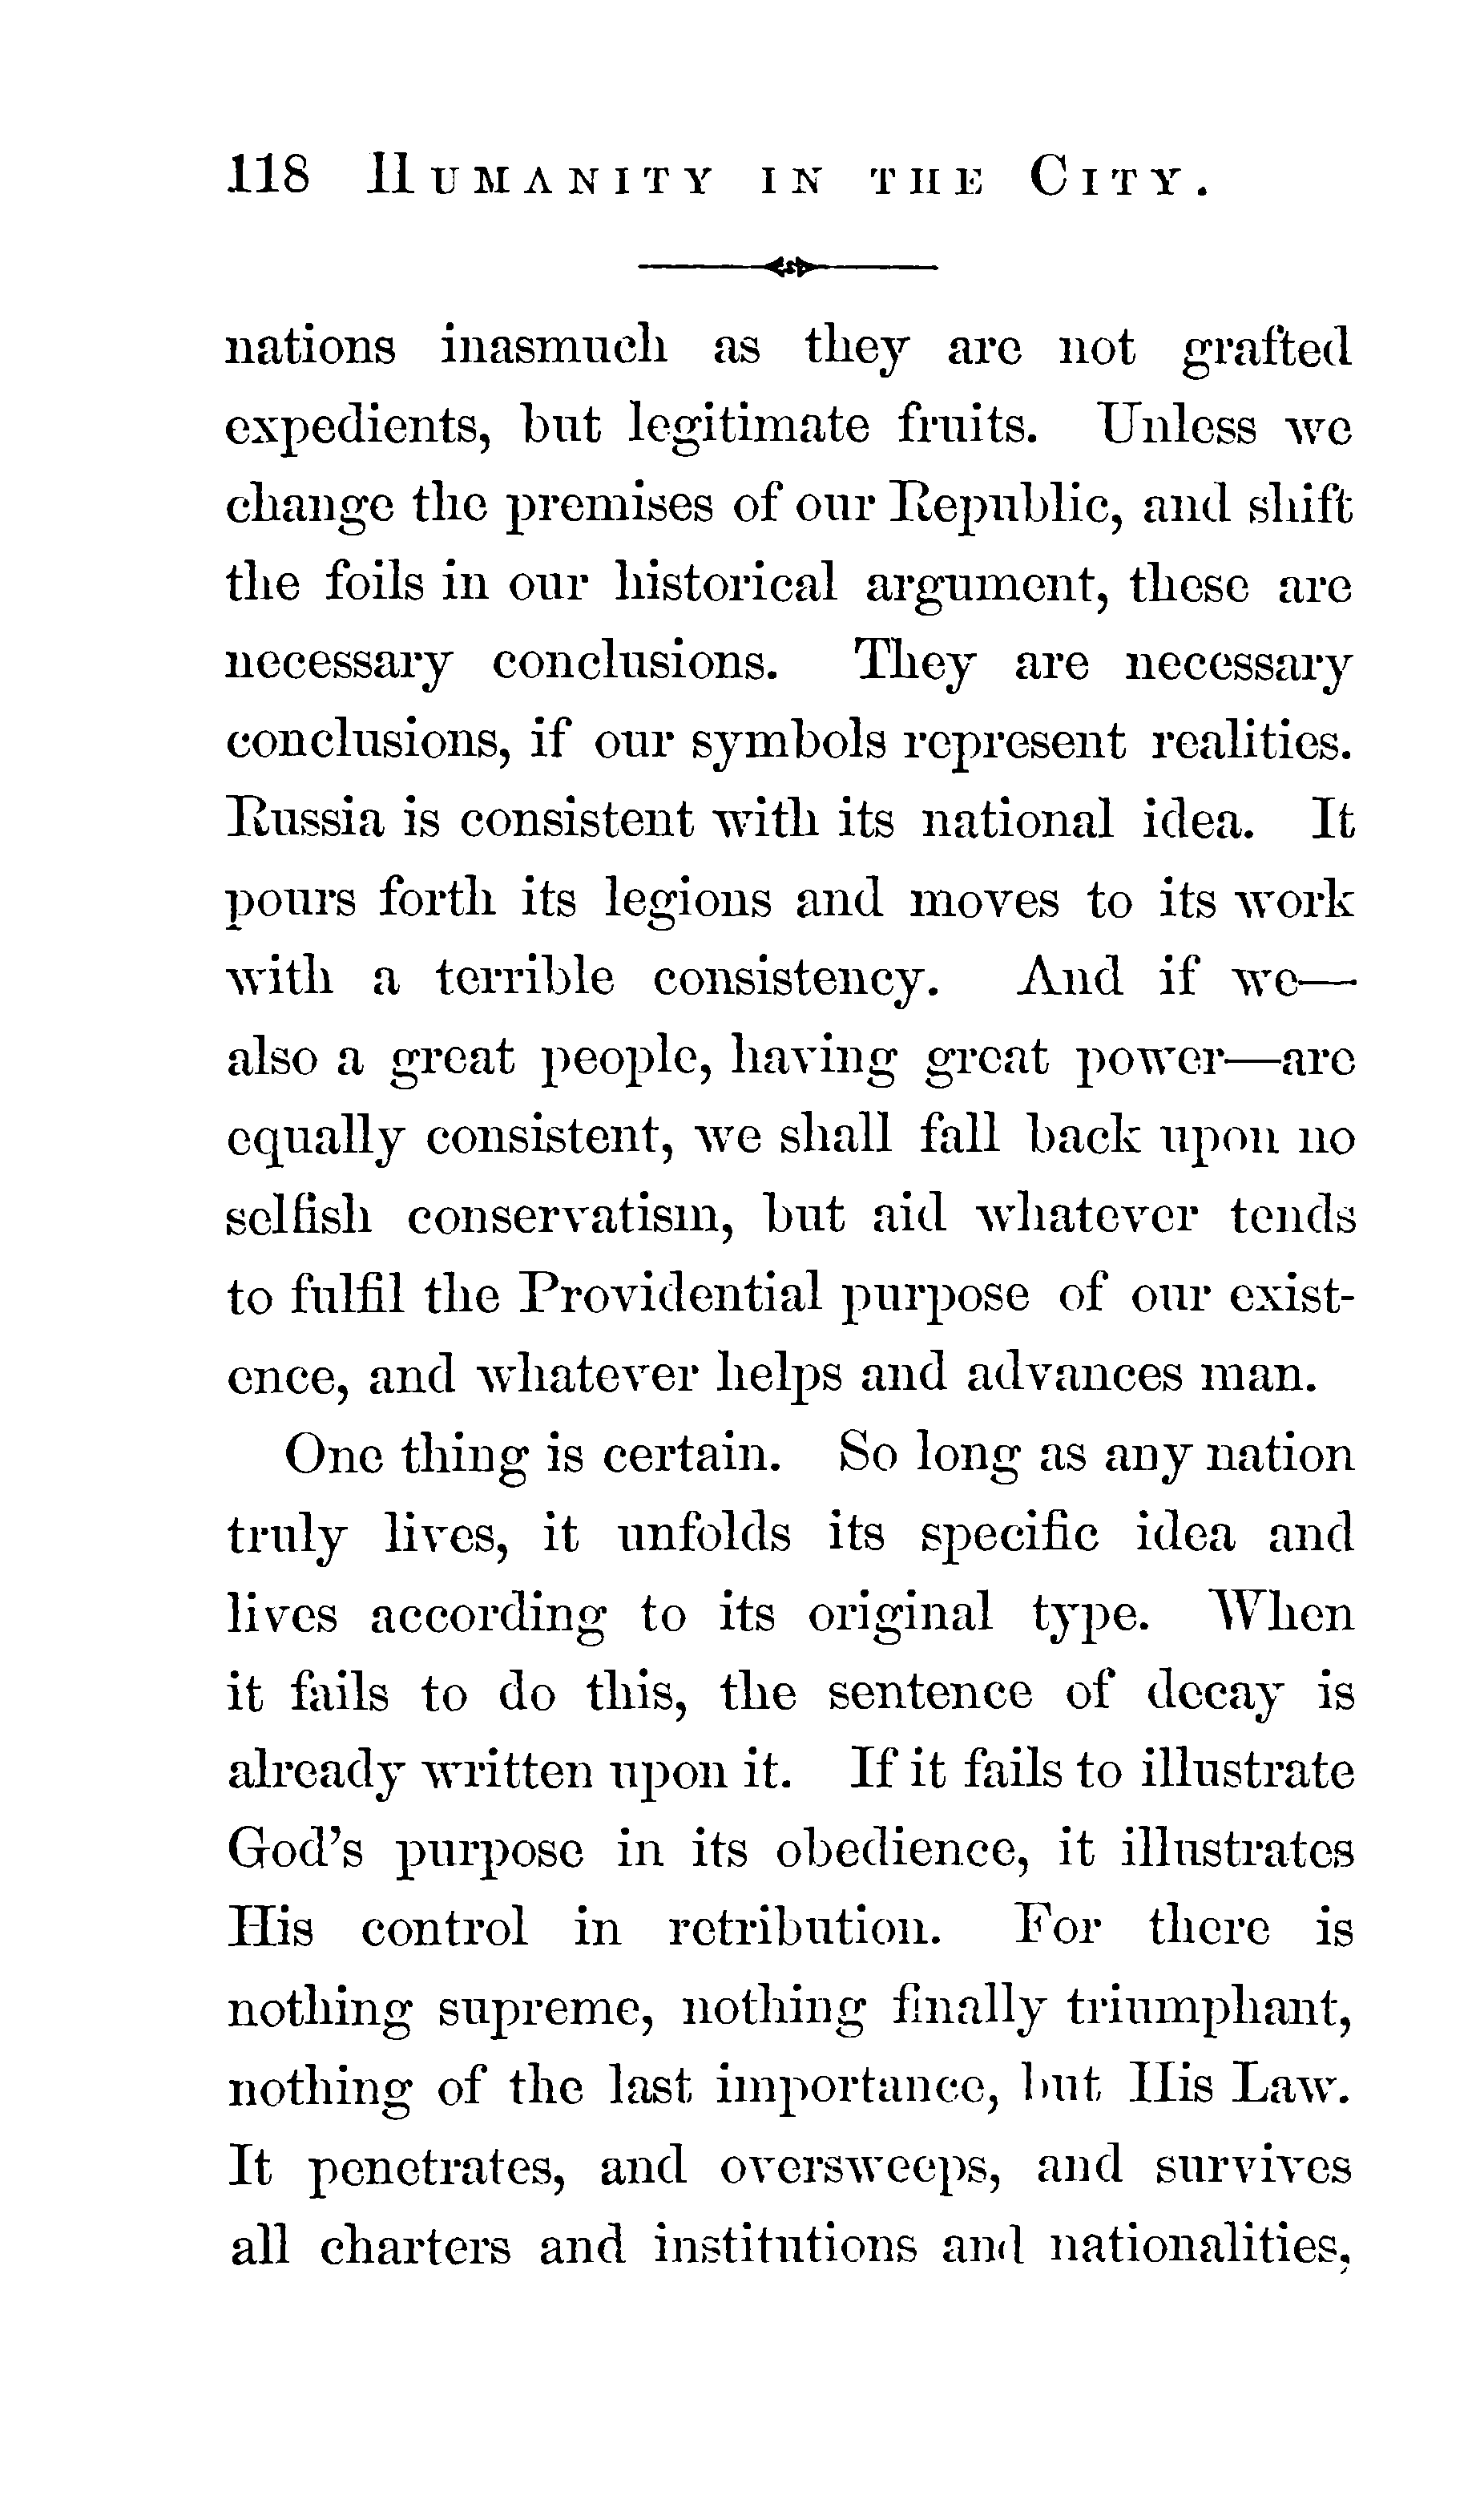 118 Humanity in the City.
nations inasmuch as they are not grafted
expedients, but legitimate fruits. Unless we
change the premises of our Republic, and shift
the foils in our historical argument, these are
necessary conclusions. They are necessary
conclusions, if our symbols represent realities.
Russia is consistent with its national idea. It
pours forth its legions and moves to its work
with a terrible consistency. And if we—
also a great people, having great power—are
equally consistent, we shall fall back upon no
selfish conservatism, but aid whatever tends
to fulfil the Providential purpose of our exist-
ence, and whatever helps and advances man.
One thing is certain. So long as any nation
truly lives, it unfolds its specific idea and
lives according to its original type. When
it fails to do this, the sentence of decay is
already written upon it. If it fails to illustrate
God's purpose in its obedience, it illustrates
His control in retribution. For there is
nothing supreme, nothing finally triumphant,
nothing of the last importance, but His Law.
It penetrates, and oversweeps, and survives
all charters and institutions and nationalities,